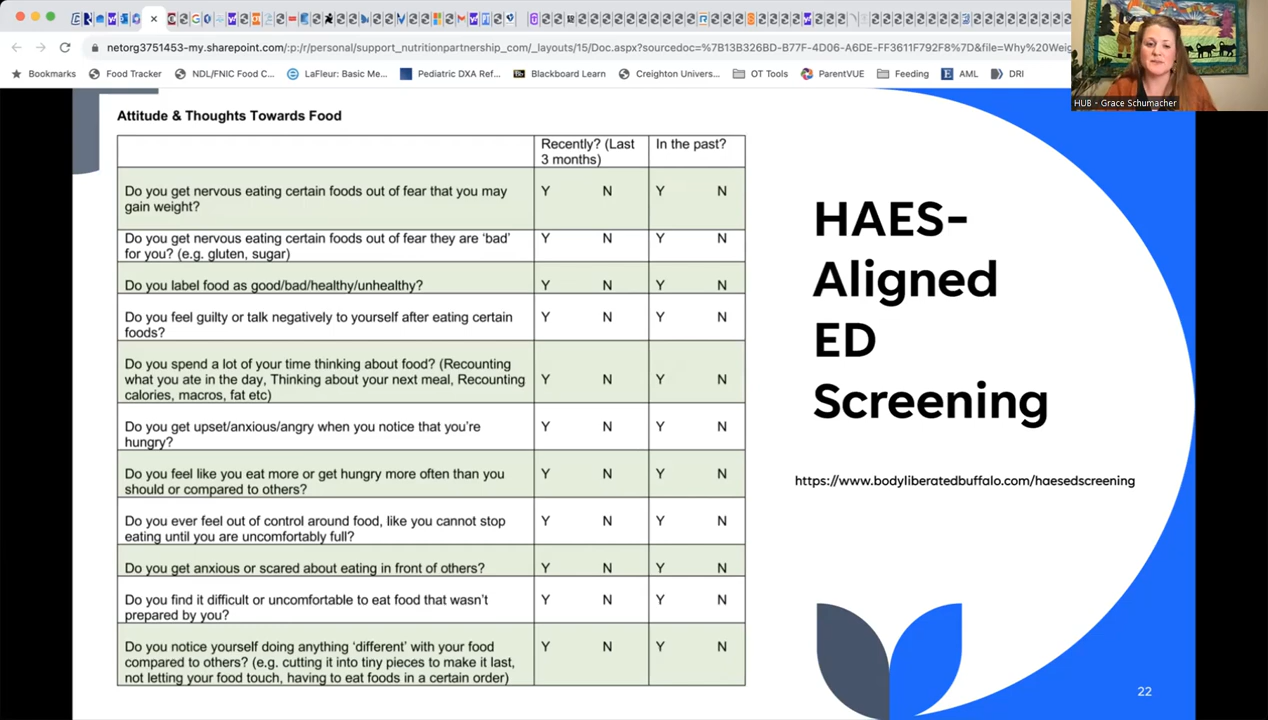 netorg3751453-my.sharepoint.com/:p:/r/personal/support_nutritionpartnership_com/_layouts/15/Doc.aspx?sourcedoc=%7B13B326BD-B77F-4D06-A6DE-FF3611F792F8%7D&file=Why%20Weig
Bookmarks
Food Tracker
NDL/FNIC Food C...
LaFleur: Basic Me...
Pediatric DXA Ref...
Blackboard Learn
Creighton Univers...
OT Tools
ParentVUE
Feeding
AML
DRI
HUB - Grace Schumacher
Attitude & Thoughts Towards Food
Recently? (Last
3 months)
In the past?
Do you get nervous eating certain foods out of fear that you may
gain weight?
Y N Y N
Do you get nervous eating certain foods out of fear they are ‘bad’
for you? (e.g. gluten, sugar)
Y N Y N
Do you label food as good/bad/healthy/unhealthy?
Y N Y N
Do you feel guilty or talk negatively to yourself after eating certain
foods?
Y N Y N
Do you spend a lot of your time thinking about food? (Recounting
what you ate in the day, Thinking about your next meal, Recounting
calories, macros, fat etc)
Y N Y N
Do you get upset/anxious/angry when you notice that you’re
hungry?
Y N Y N
Do you feel like you eat more or get hungry more often than you
should or compared to others?
Y N Y N
Do you ever feel out of control around food, like you cannot stop
eating until you are uncomfortably full?
Y N Y N
Do you get anxious or scared about eating in front of others?
Y N Y N
Do you find it difficult or uncomfortable to eat food that wasn’t
prepared by you?
Y N Y N
Do you notice yourself doing anything ‘different’ with your food
compared to others? (e.g. cutting it into tiny pieces to make it last,
not letting your food touch, having to eat foods in a certain order)
Y N Y N
HAES-
Aligned
ED
Screening
https://www.bodyliberatedbuffalo.com/haesedscreening
22